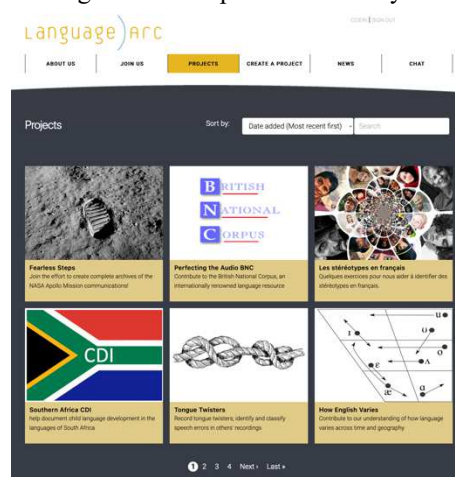 Language)ARC
LOGIN | SIGN OUT
ABOUT US
JOIN US
PROJECTS
CREATE A PROJECT
NEWS
CHAT
Projects
Sort by:
Date added (Most recent first)
Search
BRITISH
NATIONAL
CORPUS
Fearless Steps
Join the effort to create complete archives of the
NASA Apollo Mission communications!
Perfecting the Audio BNC
Contribute to the British National Corpus, an
internationally renowned language resource
Les stéréotypes en français
Quelques exercices pour nous aider à identifier des
stéréotypes en français.
CDI
u
ɪ
ʊ
o
ɛ
ʌ
æ
ɑ
Southern Africa CDI
help document child language development in the
languages of South Africa
Tongue Twisters
Record tongue twisters; identify and classify
speech errors in others' recordings
How English Varies
Contribute to our understanding of how language
varies across time and geography
1 2 3 4 Next › Last »